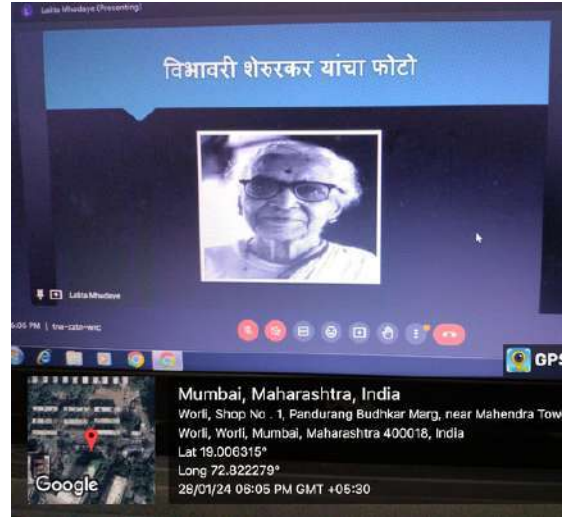 Lalita Mhadaye (Presenting)
विभावरी शेरुरकर यांचा फोटो
Lalita Mhadaye
6:05 PM |
GPS
Mumbai, Maharashtra, India
Worli, Shop No . 1, Pandurang Budhkar Marg, near Mahendra Tow
Worli, Worli, Mumbai, Maharashtra 400018, India
Lat 19.006315°
Long 72.822279°
28/01/24 06:05 PM GMT +05:30
Google